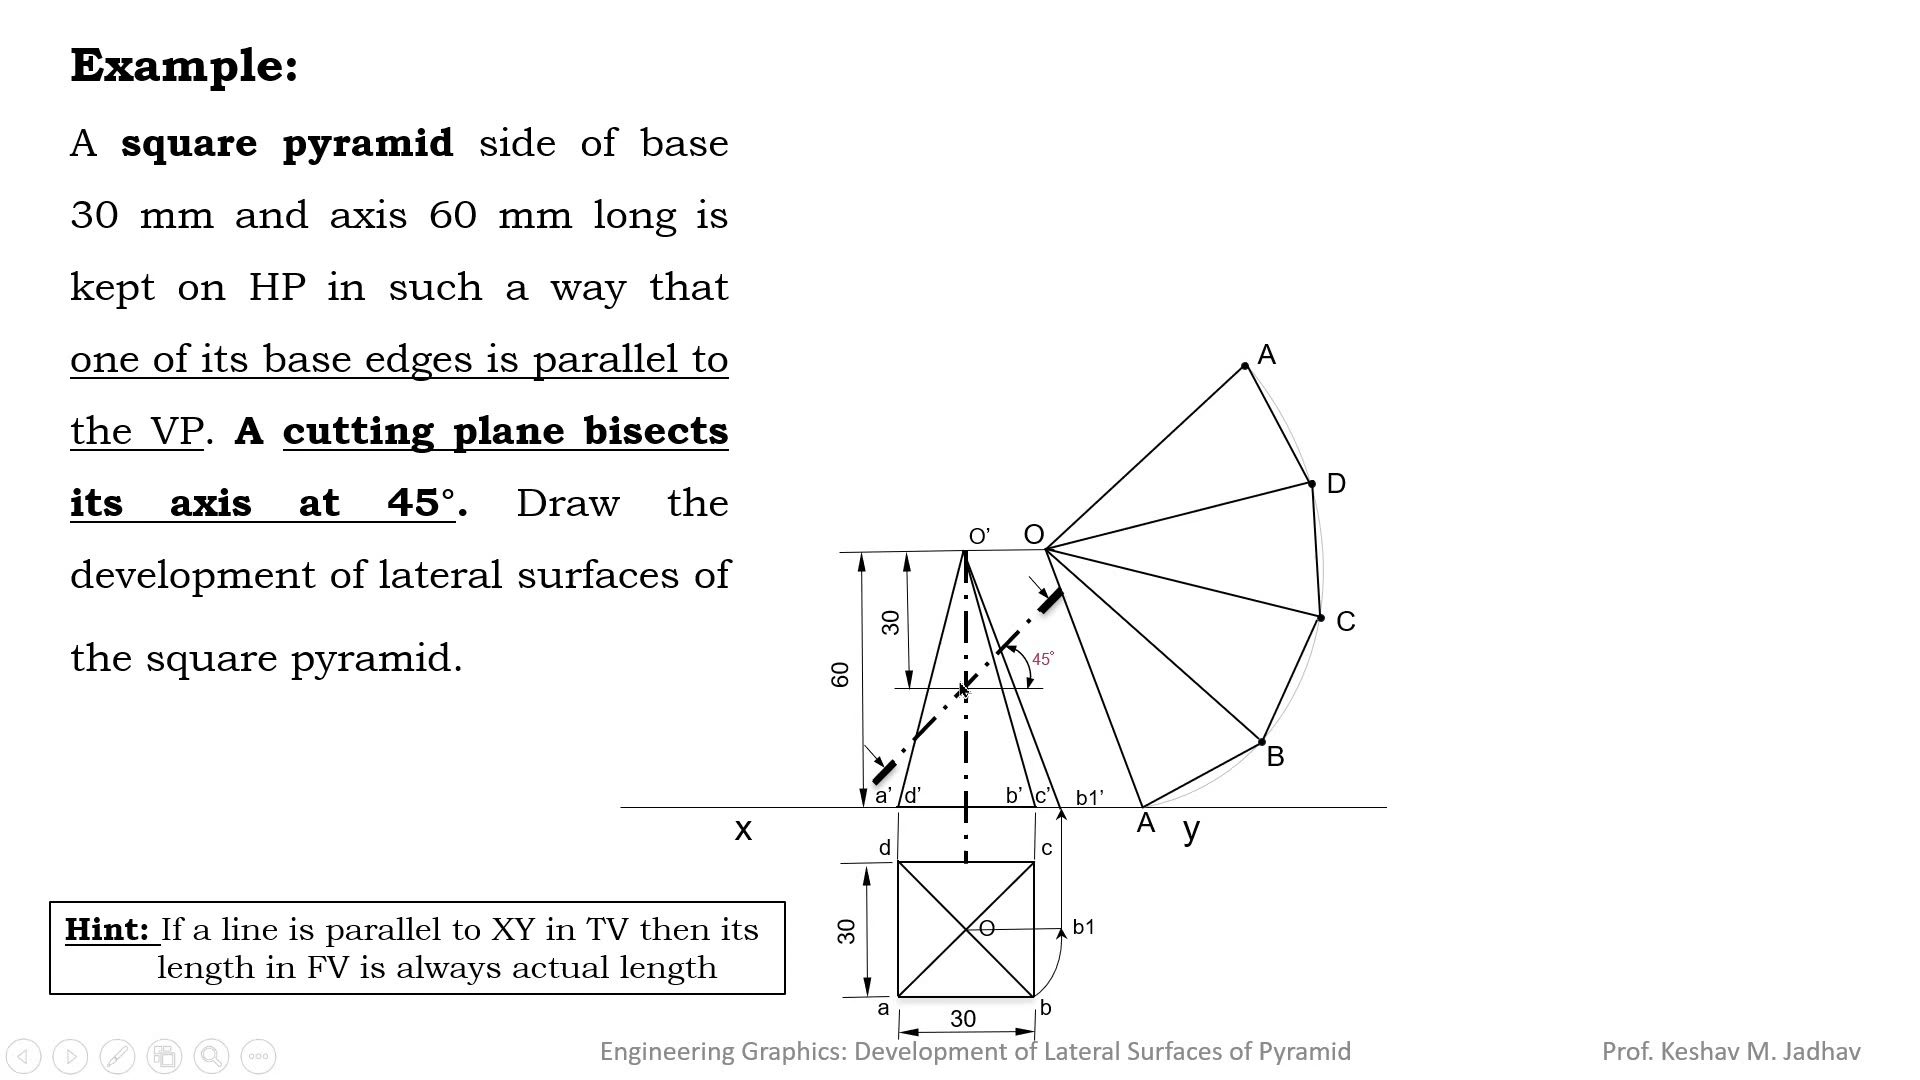 Example:
A square pyramid side of base
30 mm and axis 60 mm long is
kept on HP in such a way that
one of its base edges is parallel to
the VP. A cutting plane bisects
its axis at 45°. Draw the
development of lateral surfaces of
the square pyramid.
Hint: If a line is parallel to XY in TV then its
length in FV is always actual length
A
D
O’ O
C
30
60
45°
B
a’ d’ b’ c’ b1’
A
x y
d c
30
O b1
a b
30
Engineering Graphics: Development of Lateral Surfaces of Pyramid
Prof. Keshav M. Jadhav